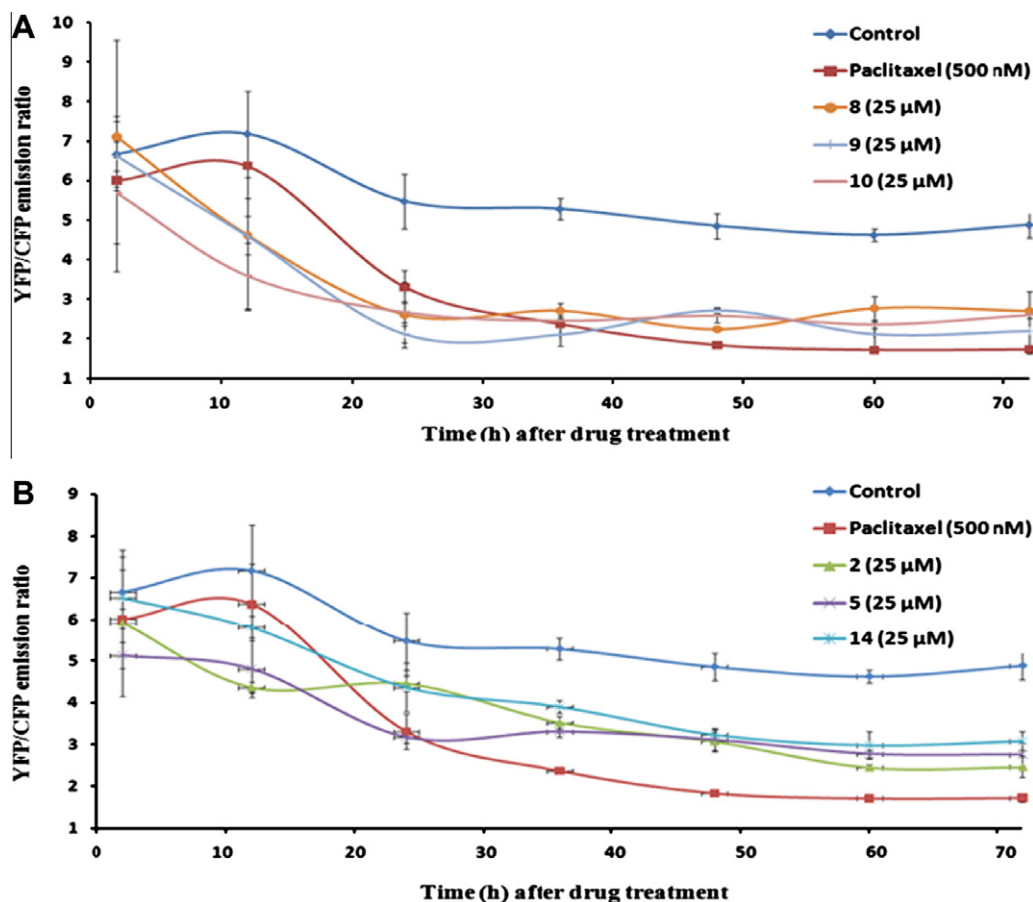 A
10
9
8
7
6
5
4
3
2
1
YFP/CFP emission ratio
Control
Paclitaxel (500 nM)
8 (25 μM)
9 (25 μM)
10 (25 μM)
0 10 20 30 40 50 60 70
Time (h) after drug treatment
B
9
8
7
6
5
4
3
2
1
YFP/CFP emission ratio
Control
Paclitaxel (500 nM)
2 (25 μM)
5 (25 μM)
14 (25 μM)
0 10 20 30 40 50 60 70
Time (h) after drug treatment